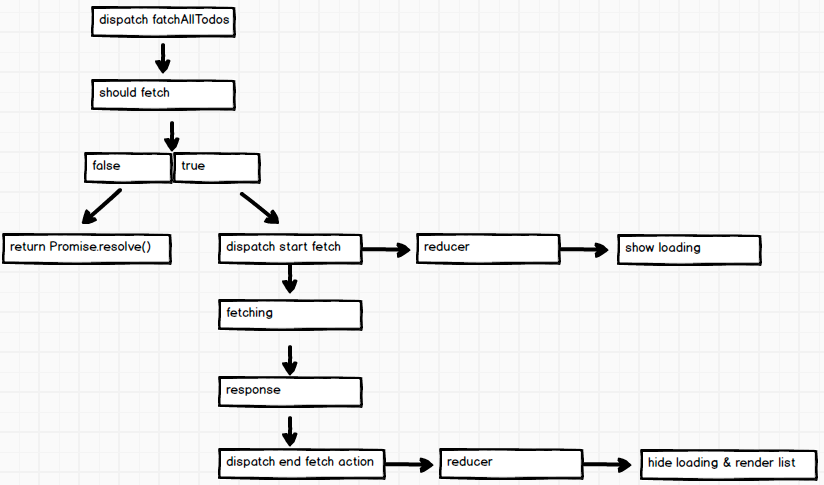 dispatch fatchAllTodos
should fetch
false
true
return Promise.resolve()
dispatch start fetch
reducer
show loading
fetching
response
dispatch end fetch action
reducer
hide loading & render list